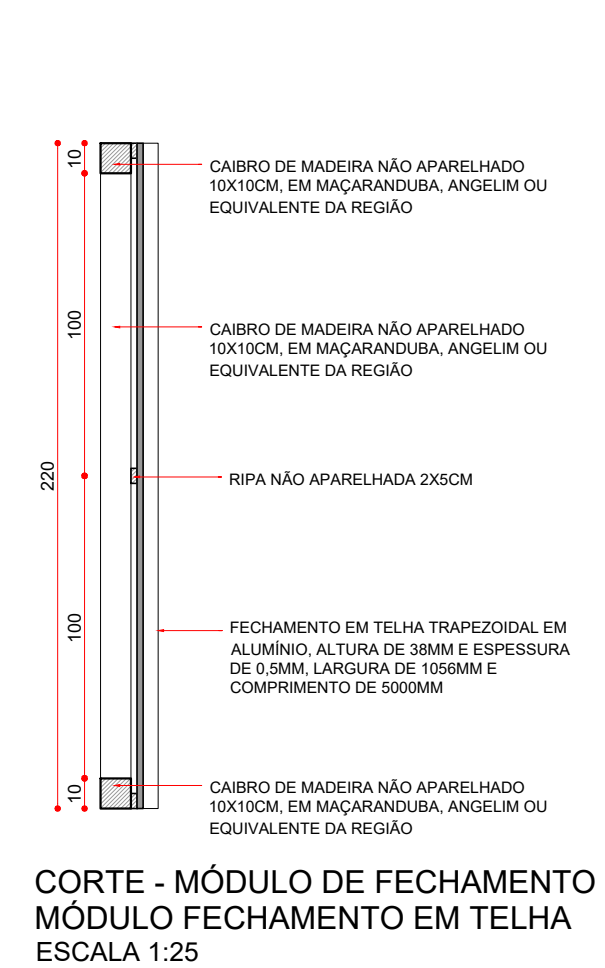 10
CAIBRO DE MADEIRA NÃO APARELHADO
10X10CM, EM MAÇARANDUBA, ANGELIM OU
EQUIVALENTE DA REGIÃO
100
CAIBRO DE MADEIRA NÃO APARELHADO
10X10CM, EM MAÇARANDUBA, ANGELIM OU
EQUIVALENTE DA REGIÃO
220
RIPA NÃO APARELHADA 2X5CM
100
FECHAMENTO EM TELHA TRAPEZOIDAL EM
ALUMÍNIO, ALTURA DE 38MM E ESPESSURA
DE 0,5MM, LARGURA DE 1056MM E
COMPRIMENTO DE 5000MM
10
CAIBRO DE MADEIRA NÃO APARELHADO
10X10CM, EM MAÇARANDUBA, ANGELIM OU
EQUIVALENTE DA REGIÃO
CORTE - MÓDULO DE FECHAMENTO
MÓDULO FECHAMENTO EM TELHA
ESCALA 1:25